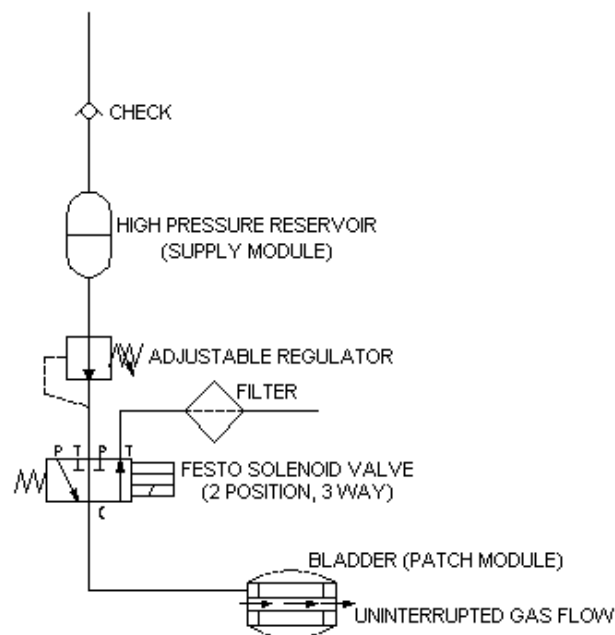 CHECK
HIGH PRESSURE RESERVOIR
(SUPPLY MODULE)
ADJUSTABLE REGULATOR
FILTER
P T P T
FESTO SOLENOID VALVE
(2 POSITION, 3 WAY)
C
BLADDER (PATCH MODULE)
UNINTERRUPTED GAS FLOW